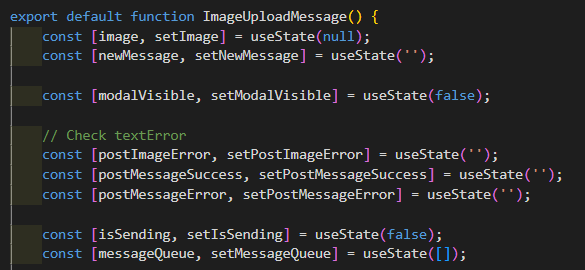 export default function ImageUploadMessage() {
const [image, setImage] = useState(null);
const [newMessage, setNewMessage] = useState('');
const [modalVisible, setModalVisible] = useState(false);
// Check textError
const [postImageError, setPostImageError] = useState('');
const [postMessageSuccess, setPostMessageSuccess] = useState('');
const [postMessageError, setPostMessageError] = useState('');
const [isSending, setIsSending] = useState(false);
const [messageQueue, setMessageQueue] = useState([]);